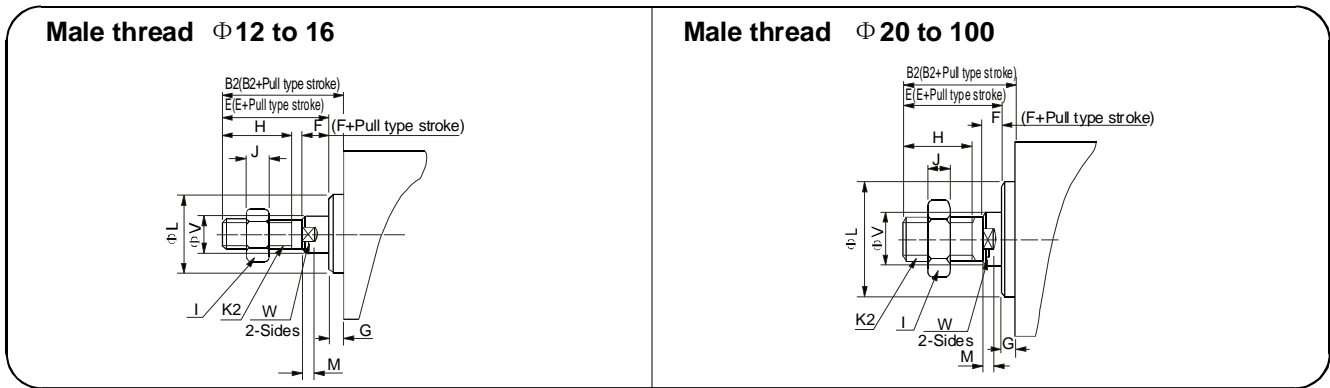 Male thread Φ12 to 16
B2(B2+Pull type stroke)
E(E+Pull type stroke)
H F (F+Pull type stroke)
J
ΦL
ΦV
I K2 W
2-Sides
G
M
Male thread Φ20 to 100
B2(B2+Pull type stroke)
E(E+Pull type stroke)
F (F+Pull type stroke)
H
J
ΦL
ΦV
K2 I W
2-Sides
G
M